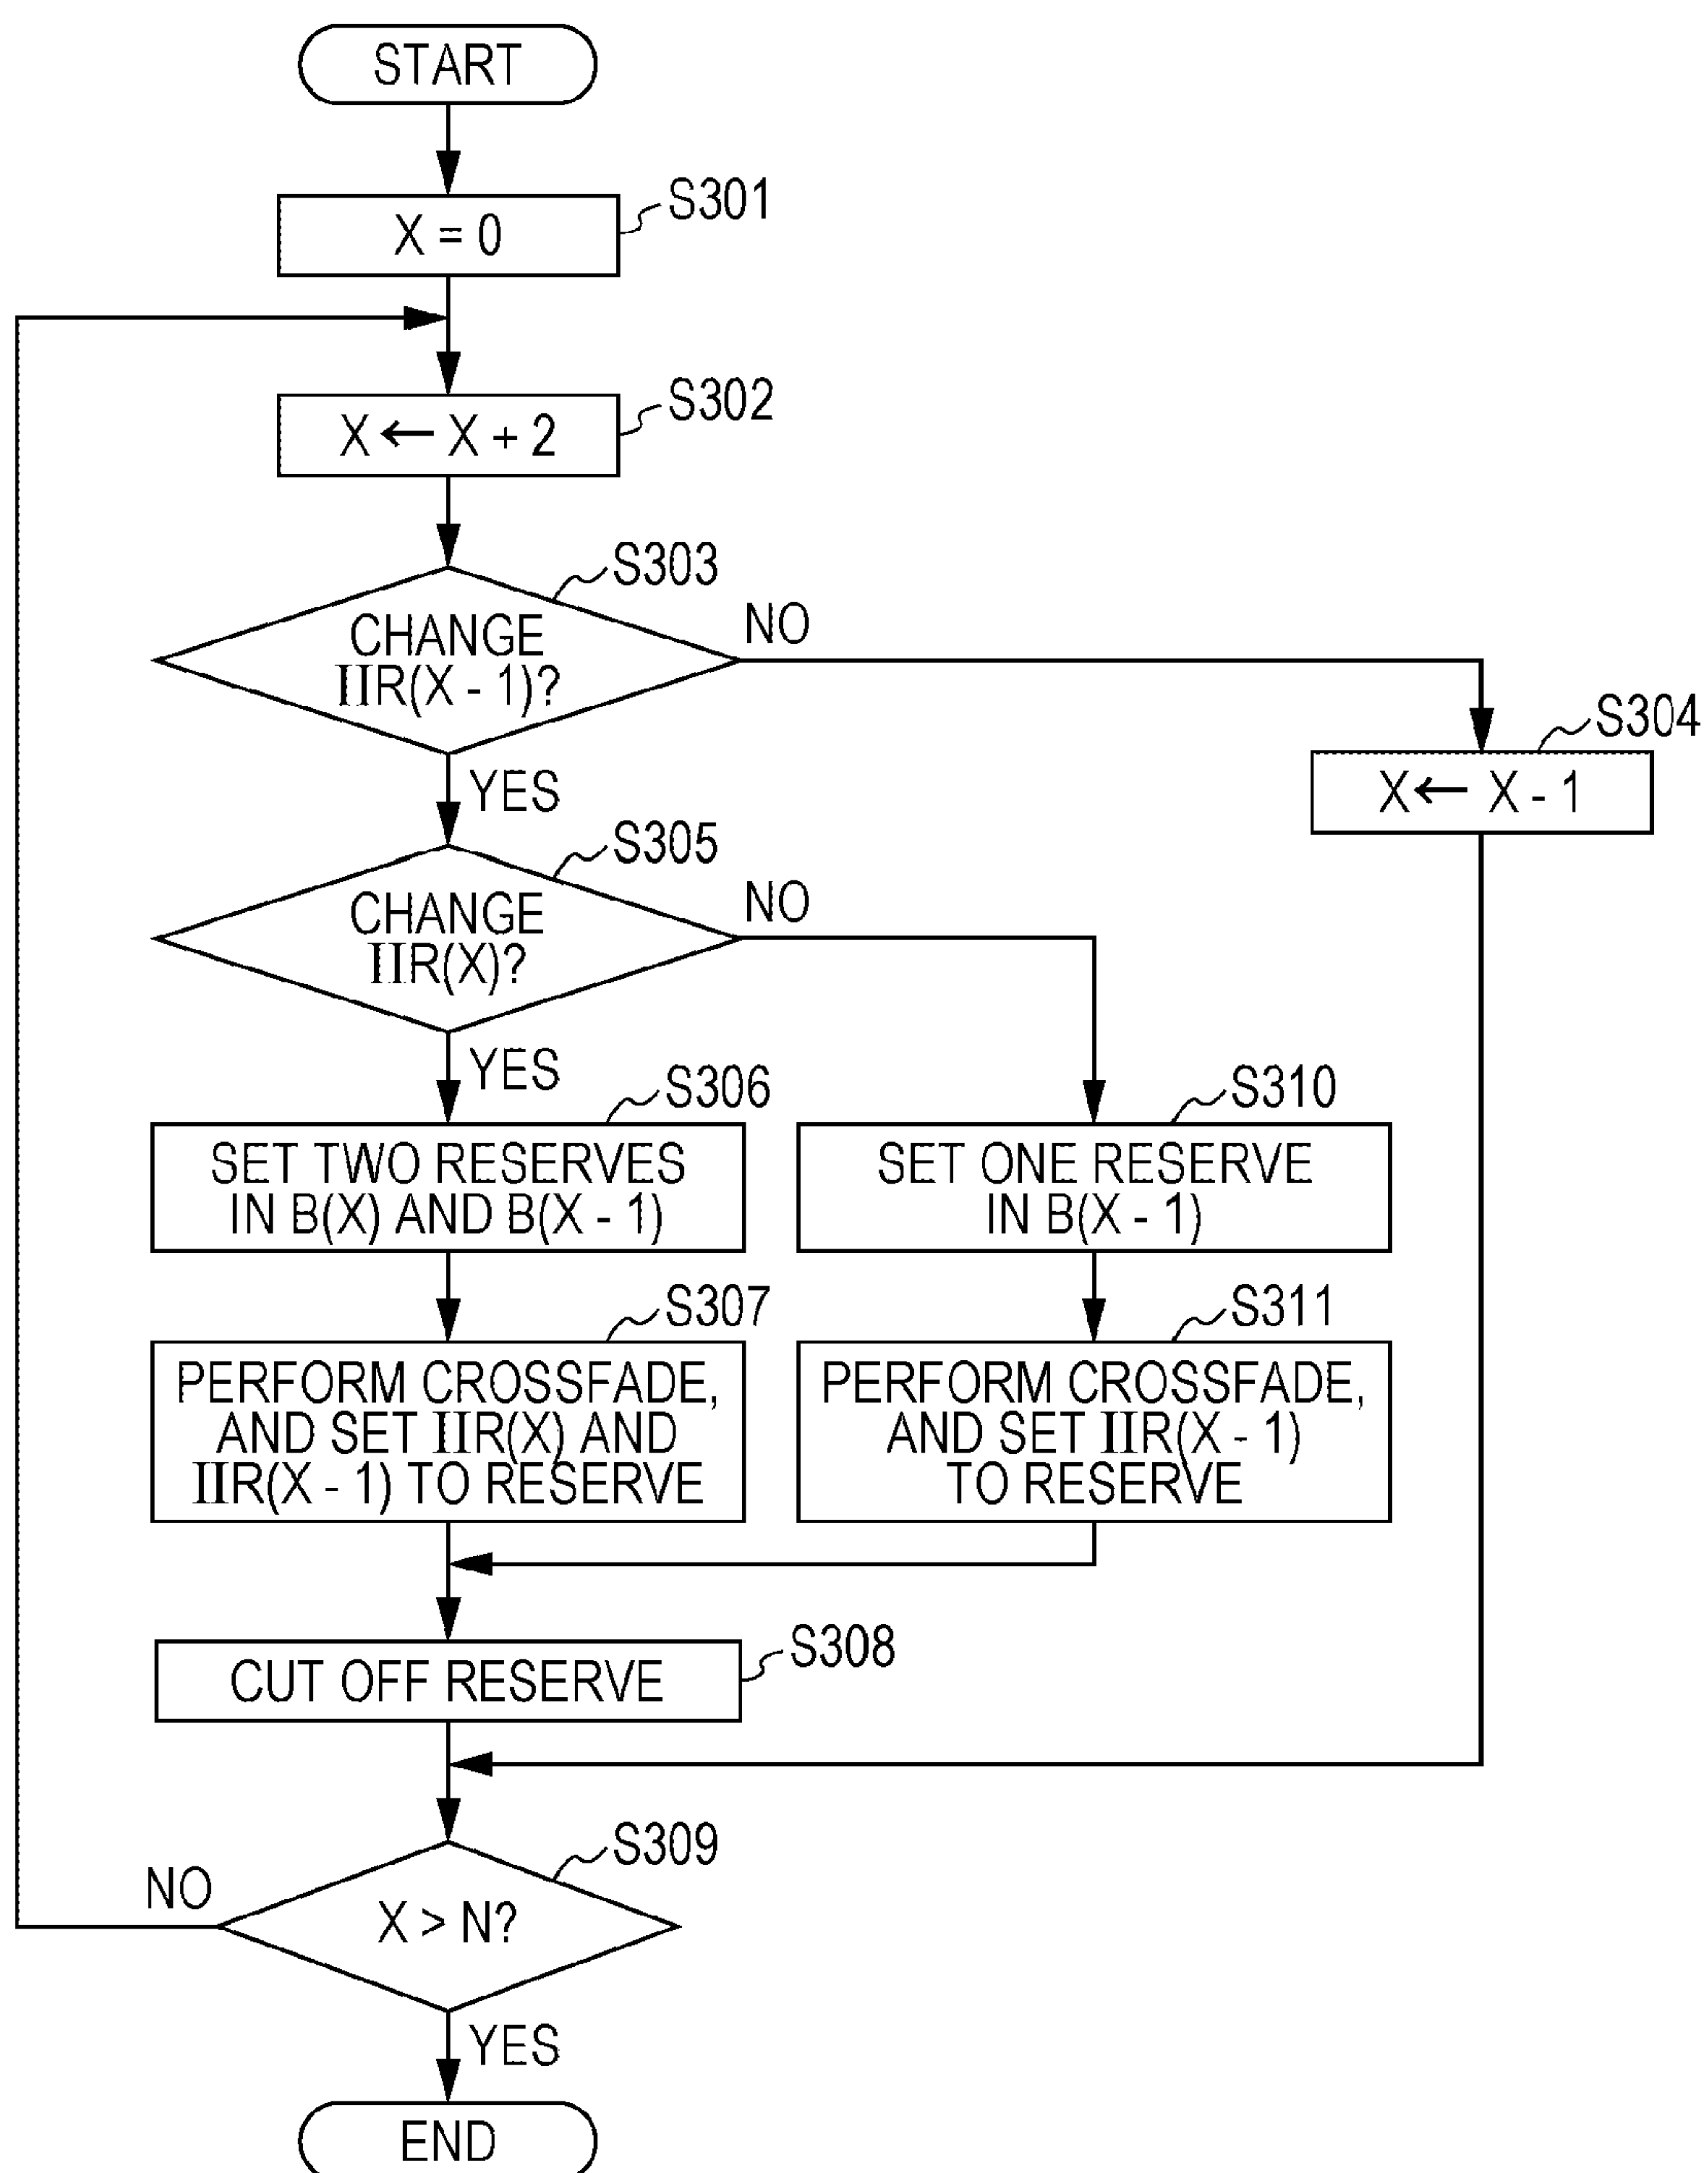 START
S301
X = 0
S302
X ← X + 2
S303
CHANGE
IIR(X - 1)?
NO
S304
X ← X - 1
YES
S305
CHANGE
IIR(X)?
NO
YES
S306
SET TWO RESERVES
IN B(X) AND B(X - 1)
S310
SET ONE RESERVE
IN B(X - 1)
S307
PERFORM CROSSFADE,
AND SET IIR(X) AND
IIR(X - 1) TO RESERVE
S311
PERFORM CROSSFADE,
AND SET IIR(X - 1)
TO RESERVE
S308
CUT OFF RESERVE
S309
NO
X > N?
YES
END